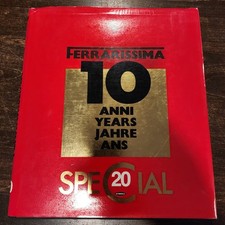 FERRARISSIMA
10
ANNI
YEARS
JAHRE
ANS
SPECIAL
20